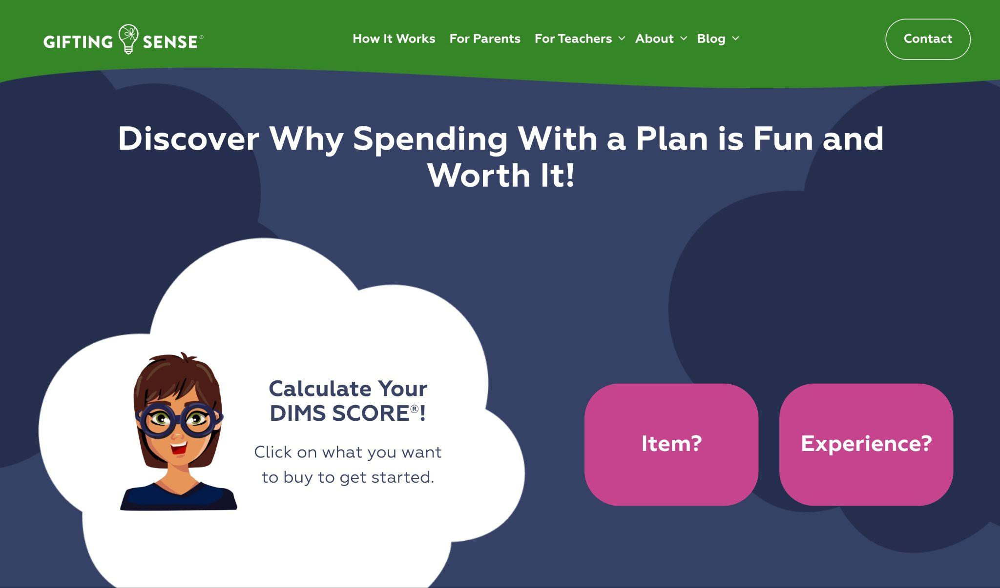 GIFTING SENSE®
How It Works For Parents For Teachers About Blog
Contact
Discover Why Spending With a Plan is Fun and
Worth It!
Calculate Your
DIMS SCORE®!
Click on what you want
to buy to get started.
Item?
Experience?